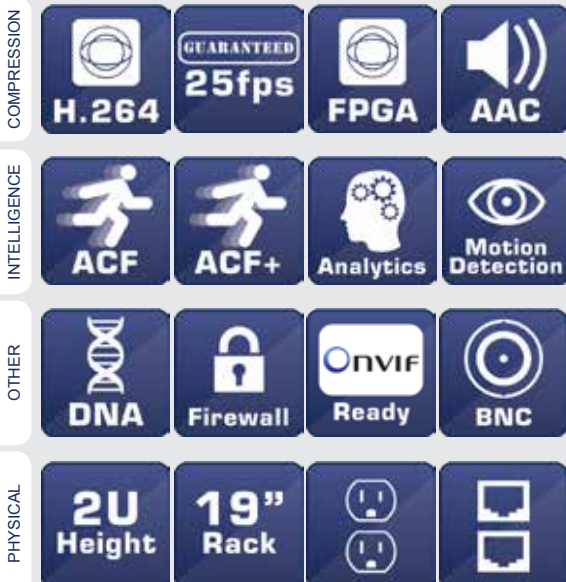 COMPRESSION
H.264
GUARANTEED
25fps
FPGA
AAC
INTELLIGENCE
ACF
ACF+
Analytics
Motion
Detection
OTHER
DNA
Firewall
ONVIF
Ready
BNC
PHYSICAL
2U
Height
19”
Rack